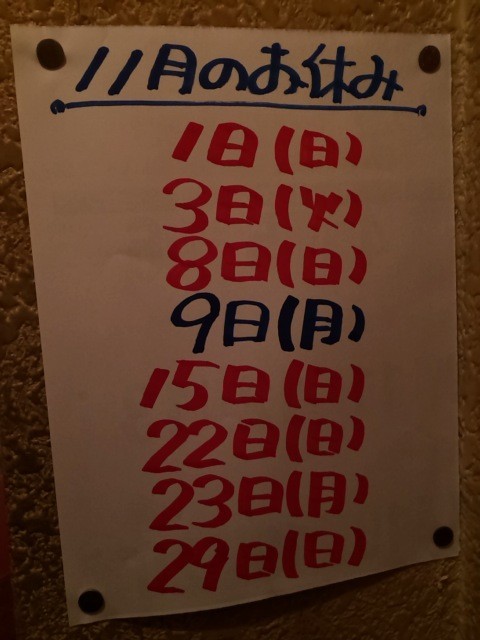 11月のお休み
1日(日)
3日(火)
8日(日)
9日(月)
15日(日)
22日(日)
23日(月)
29日(日)